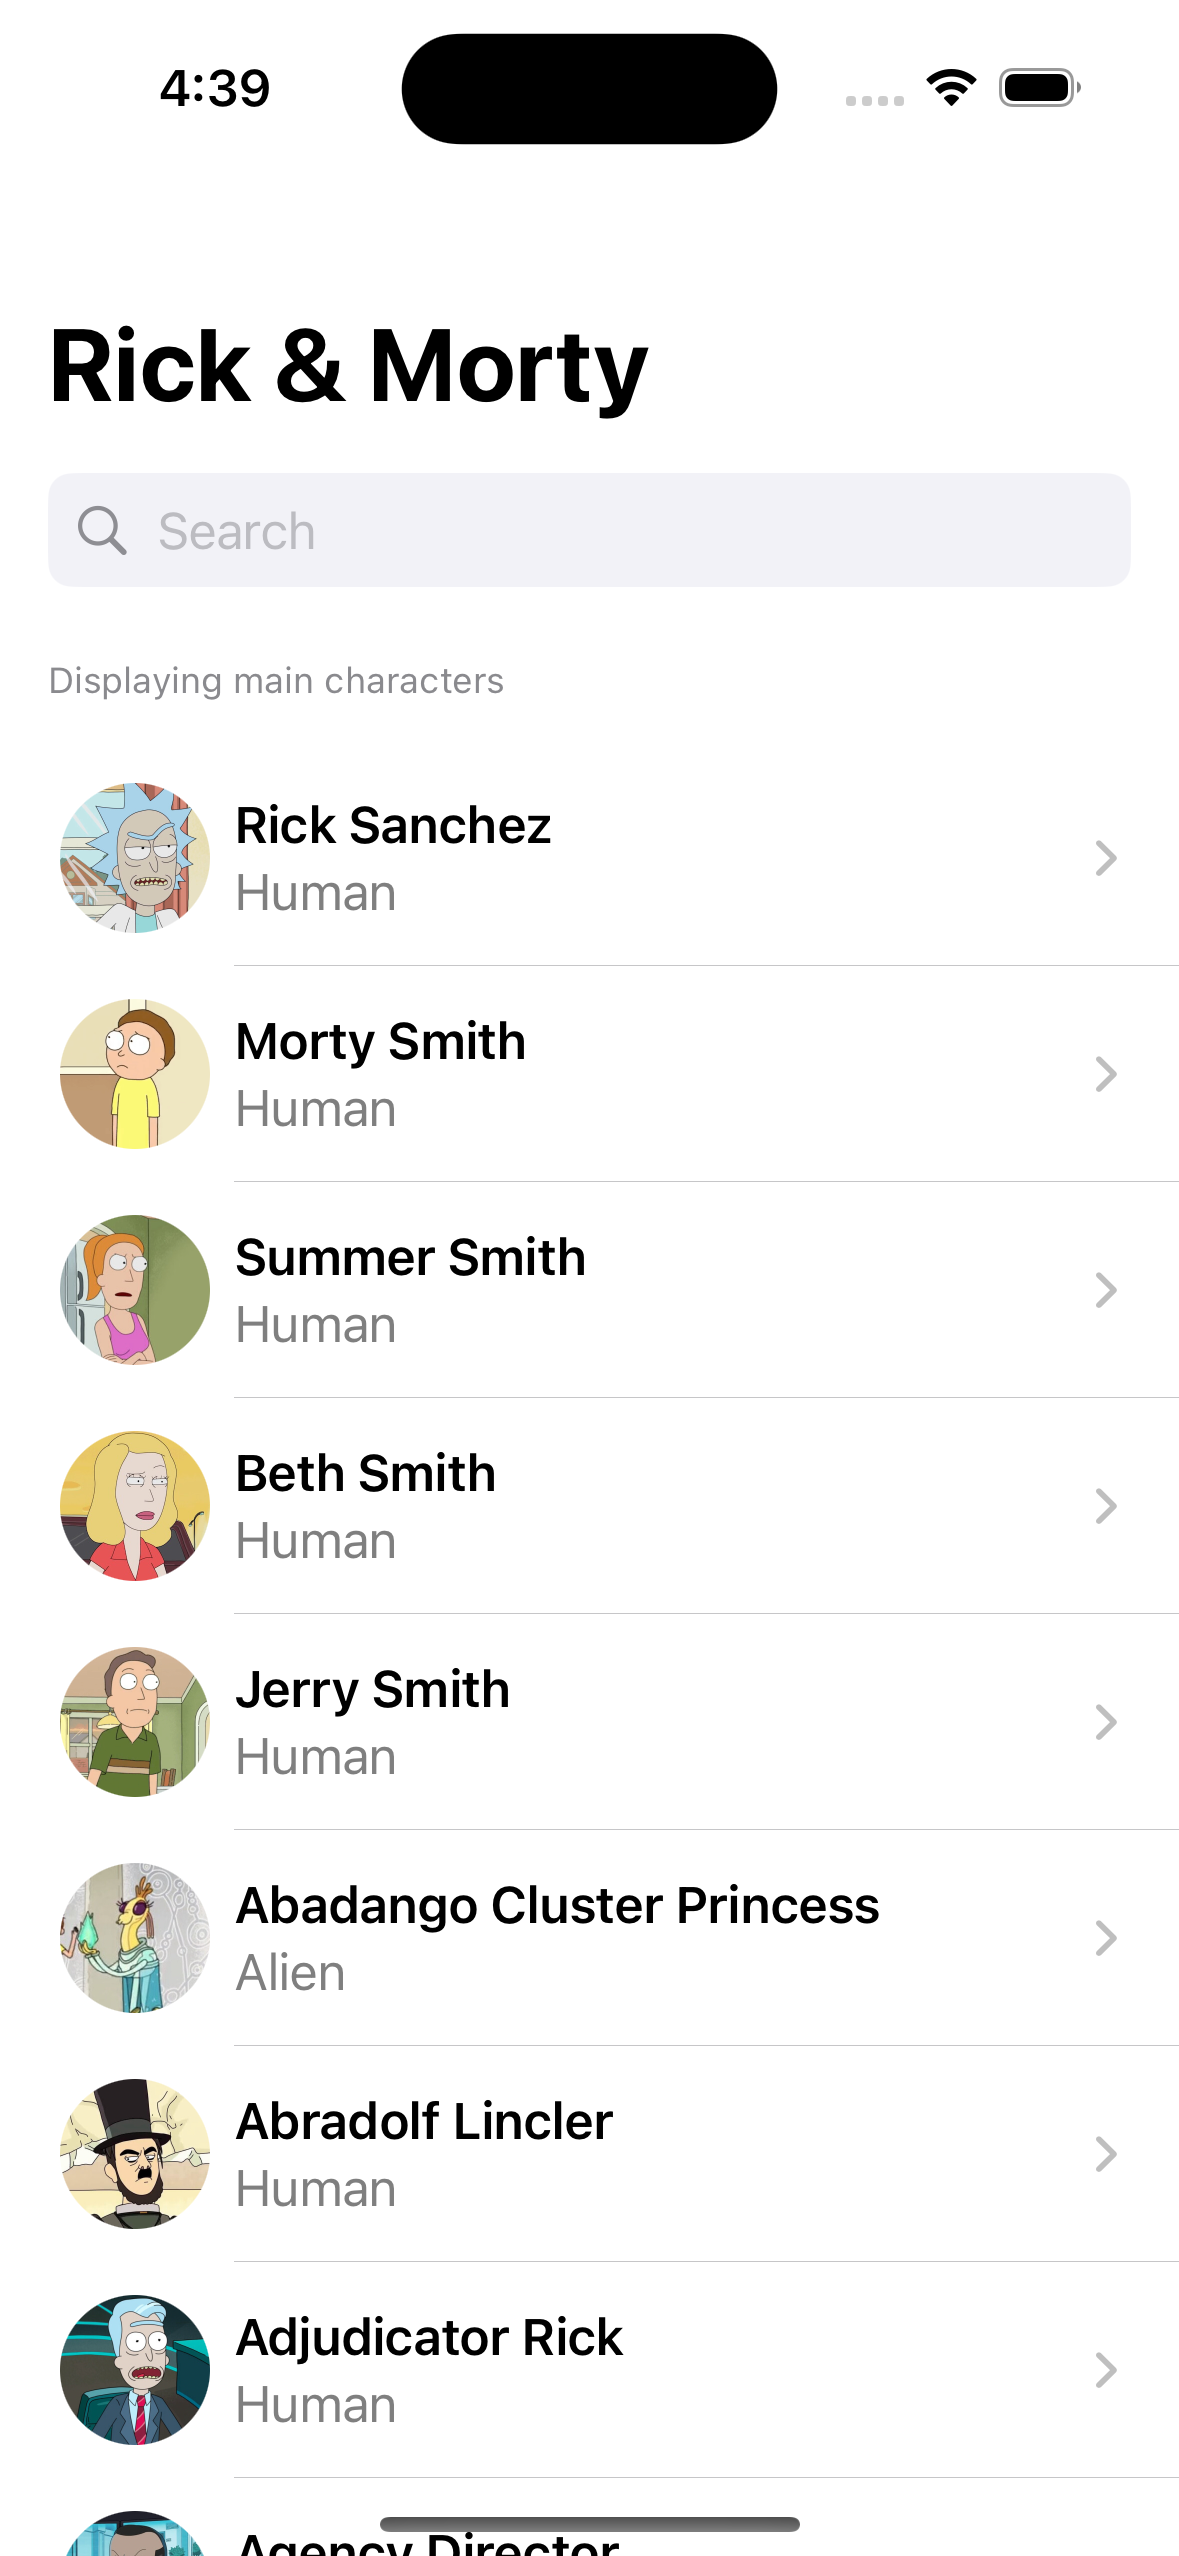 4:39
Rick & Morty
Search
Displaying main characters
Rick Sanchez
Human
Morty Smith
Human
Summer Smith
Human
Beth Smith
Human
Jerry Smith
Human
Abadango Cluster Princess
Alien
Abradolf Lincler
Human
Adjudicator Rick
Human
Agency Director